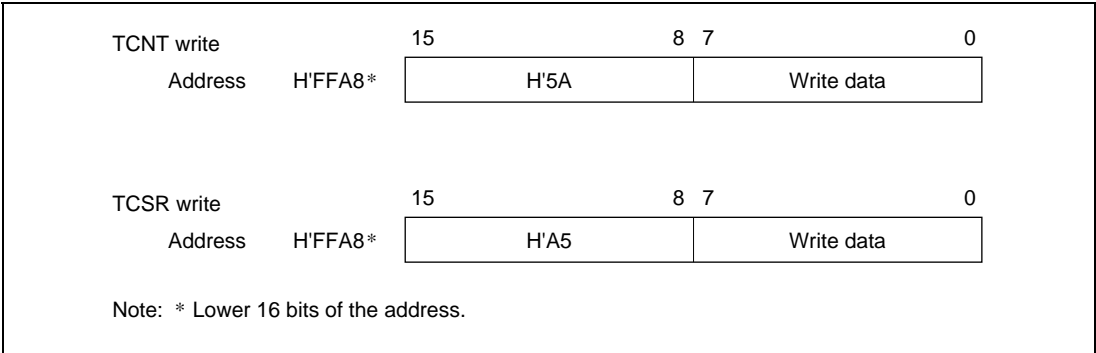 TCNT write 15 8 7 0
Address H'FFA8* H'5A Write data
TCSR write 15 8 7 0
Address H'FFA8* H'A5 Write data
Note: * Lower 16 bits of the address.